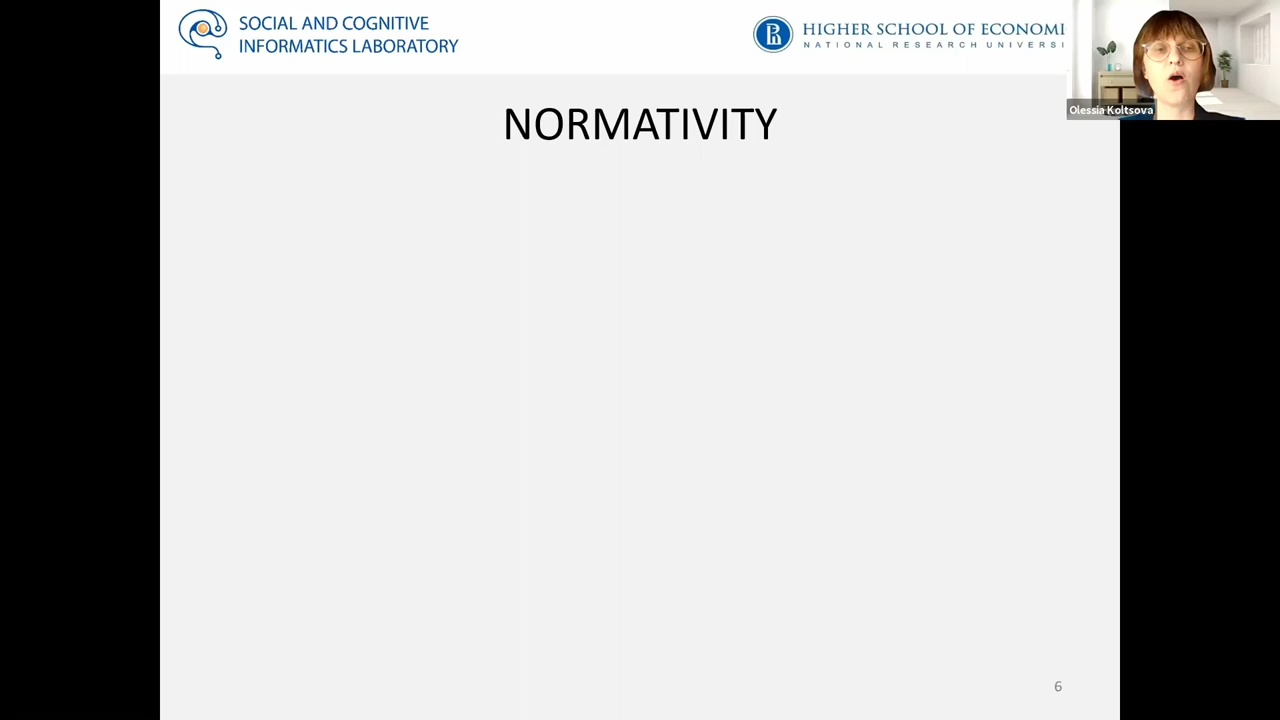 SOCIAL AND COGNITIVE
INFORMATICS LABORATORY
HIGHER SCHOOL OF ECONOMI
NATIONAL RESEARCH UNIVERSI
Olessia Koltsova
NORMATIVITY
6